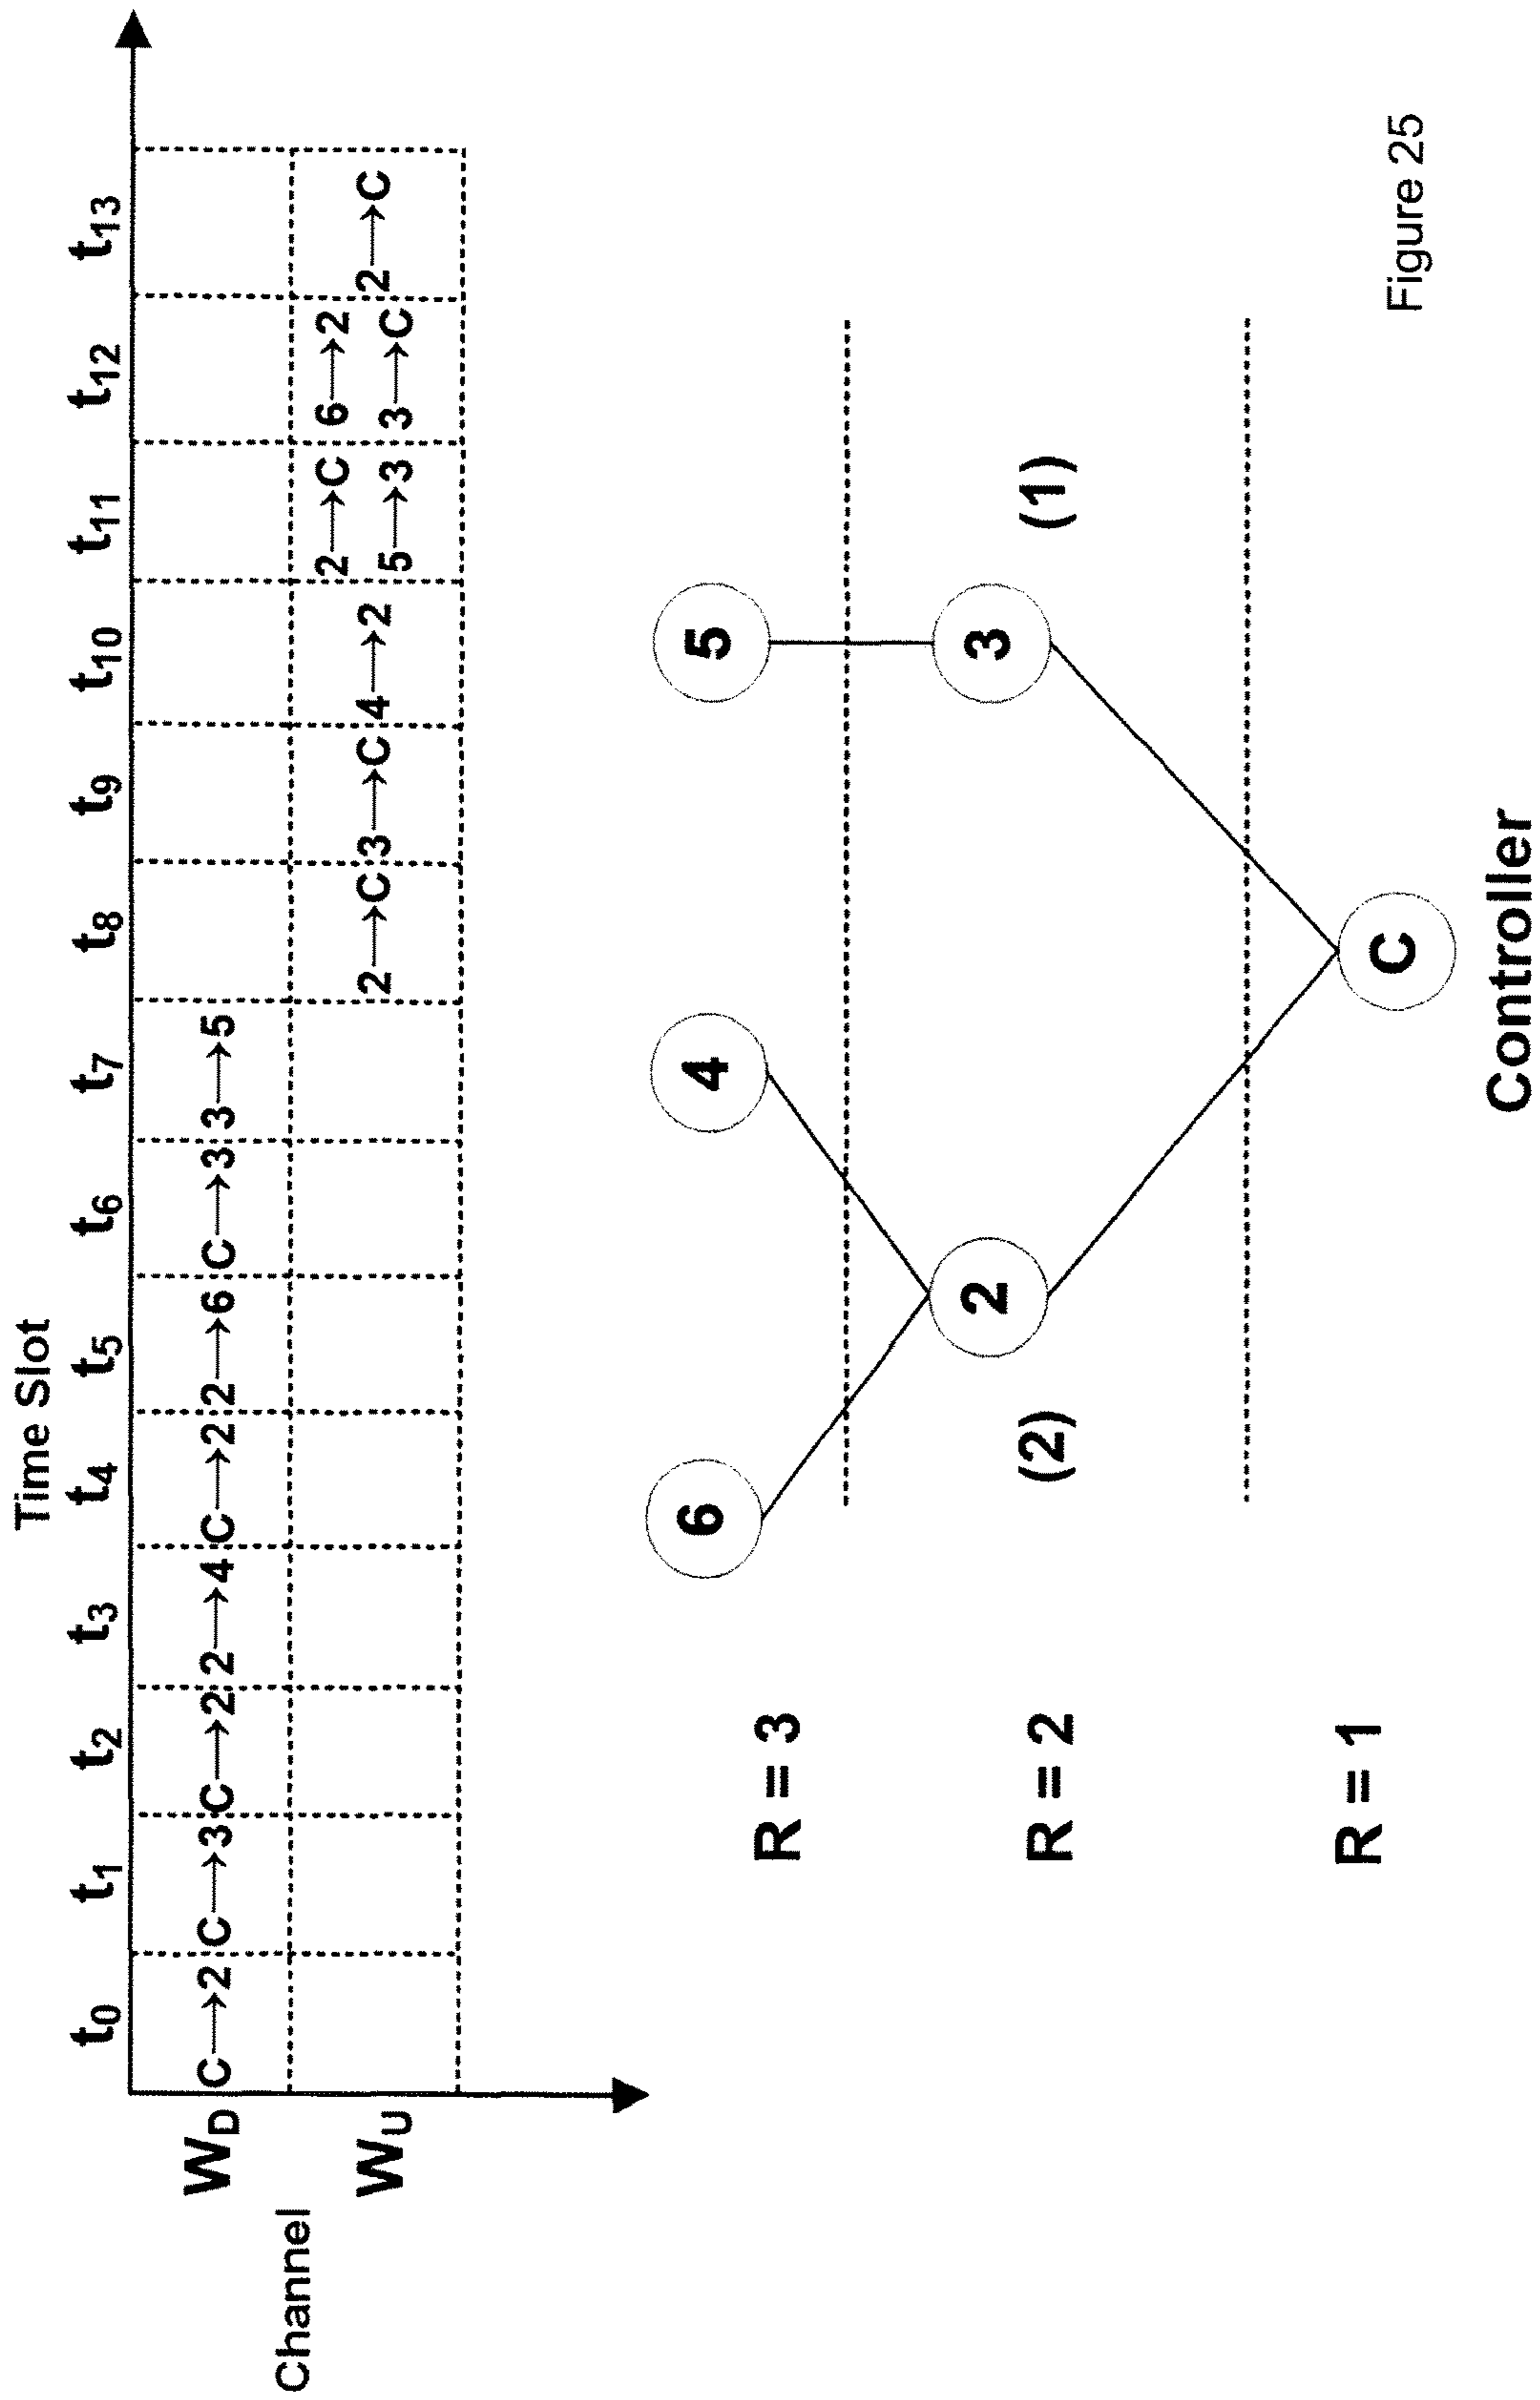 Time Slot
t0 t1 t2 t3 t4 t5 t6 t7 t8 t9 t10 t11 t12 t13
Channel
WD C→2 C→3 C→2 2→4 C→2 2→6 C→3 3→5
2→C 6→2
WU 2→C 3→C 4→2 5→3 3→C 2→C
R = 3 6 4 5
R = 2 2 3
(2) (1)
R = 1 C
Controller
Figure 25